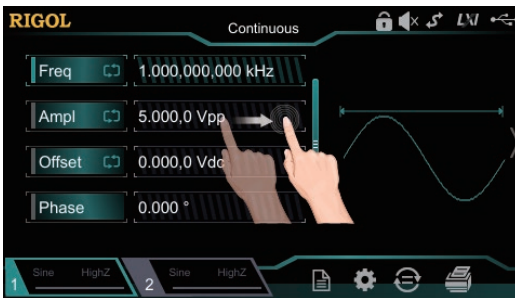 RIGOL
Continuous
LXI
Freq 1.000,000,000 kHz
Ampl 5.000,0 Vpp
Offset 0.000,0 Vdc
Phase 0.000 °
1 Sine HighZ 2 Sine HighZ